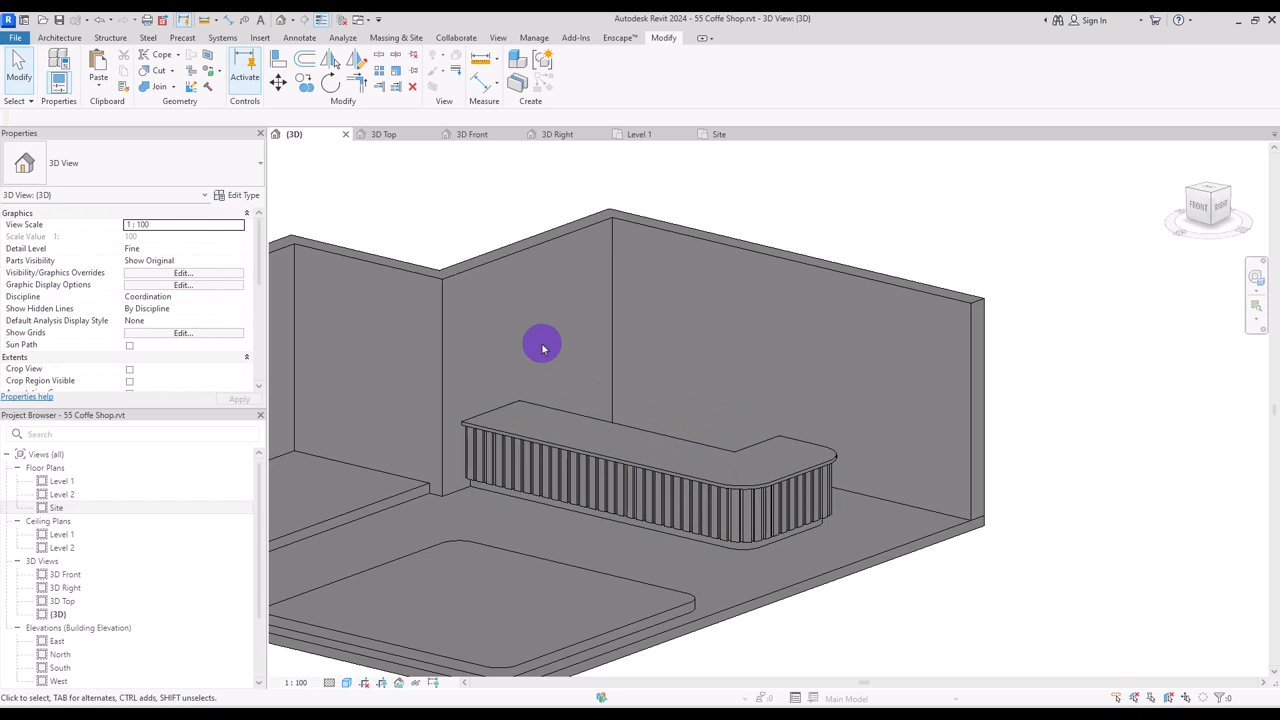 Autodesk Revit 2024 - 55 Coffe Shop.rvt - 3D View: {3D}
Sign In
File Architecture Structure Steel Precast Systems Insert Annotate Analyze Massing & Site Collaborate View Manage Add-Ins Enscape™ Modify
Modify
Paste
Cope
Cut
Join
Activate
Select Properties Clipboard Geometry Controls Modify View Measure Create
Properties
{3D} 3D Top 3D Front 3D Right Level 1 Site
3D View
3D View: {3D} Edit Type
Graphics
View Scale 1 : 100
Scale Value 1: 100
Detail Level Fine
Parts Visibility Show Original
Visibility/Graphics Overrides Edit...
Graphic Display Options Edit...
Discipline Coordination
Show Hidden Lines By Discipline
Default Analysis Display Style None
Show Grids Edit...
Sun Path
Extents
Crop View
Crop Region Visible
Properties help Apply
Project Browser - 55 Coffe Shop.rvt
Search
Views (all)
Floor Plans
Level 1
Level 2
Site
Ceiling Plans
Level 1
Level 2
3D Views
3D Front
3D Right
3D Top
{3D}
Elevations (Building Elevation)
East
North
South
West
FRONT RIGHT
1 : 100
Click to select, TAB for alternates, CTRL adds, SHIFT unselects.
:0 Main Model :0